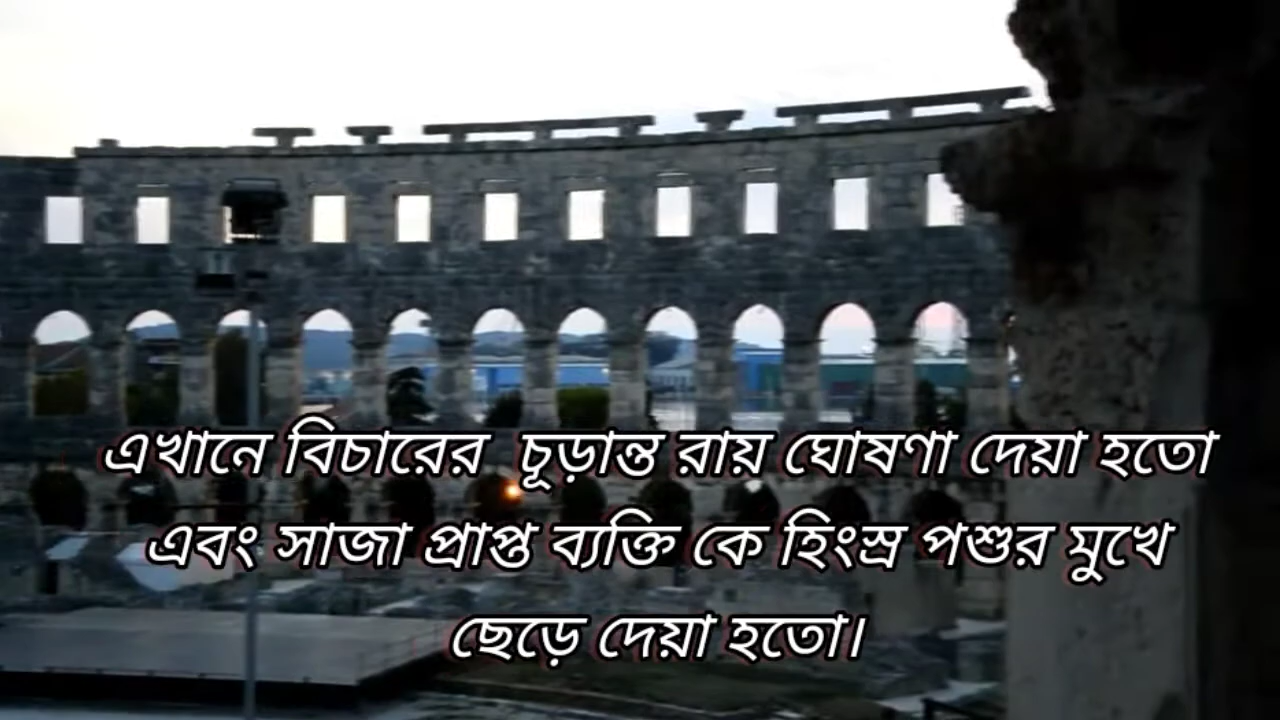 এখানে বিচারের চূড়ান্ত রায় ঘোষণা দেয়া হতো
এবং সাজা প্রাপ্ত ব্যক্তি কে হিংস্র পশুর মুখে
ছেড়ে দেয়া হতো।